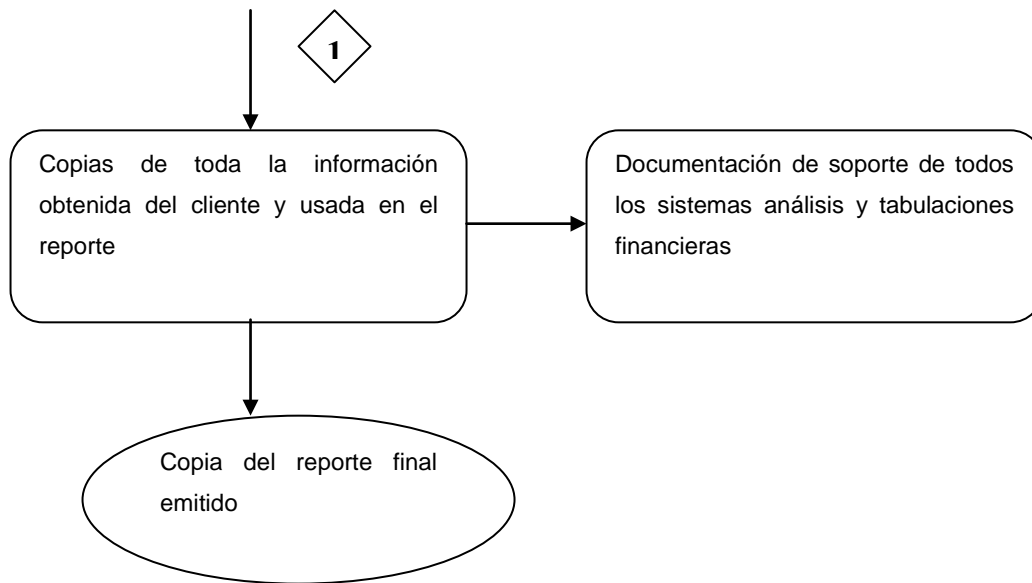 1
Copias de toda la información
obtenida del cliente y usada en el
reporte
Documentación de soporte de todos
los sistemas análisis y tabulaciones
financieras
Copia del reporte final
emitido